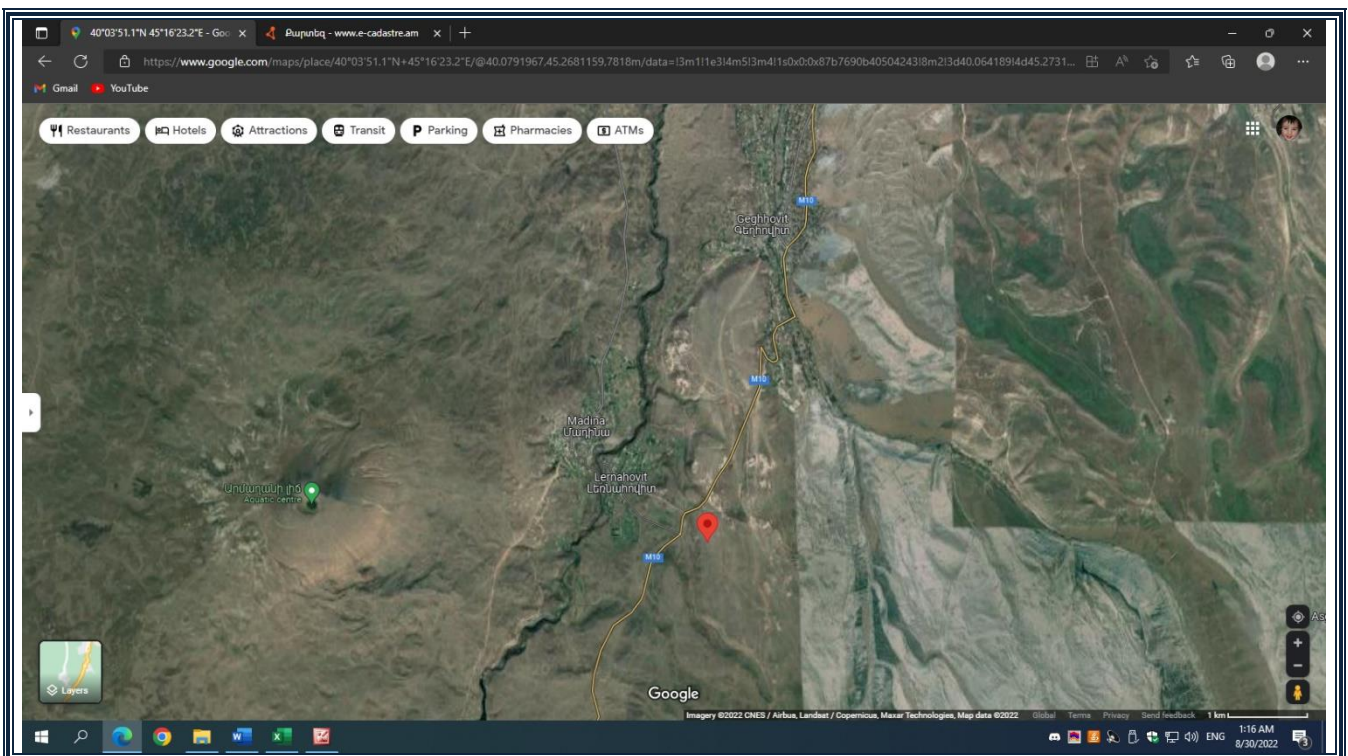 40°03'51.1"N 45°16'23.2"E - Goo
Քարտեզ - www.e-cadastre.am
https://www.google.com/maps/place/40°03'51.1"N+45°16'23.2"E/@40.0791967,45.2681159,7818m/data=!3m1!1e3!4m5!3m4!1s0x0:0x87b7690b40504243!8m2!3d40.064189!4d45.2731...
Gmail
YouTube
Restaurants
Hotels
Attractions
Transit
Parking
Pharmacies
ATMs
M10
Geghhovit
Գեղհովիտ
M10
Madina
Մադինա
Lernahovit
Լեռնահովիտ
Արմաղանի լիճ
Aquatic centre
M10
Layers
Google
Imagery ©2022 CNES / Airbus, Landsat / Copernicus, Maxar Technologies, Map data ©2022
Global
Terms
Privacy
Send feedback
1 km
ENG
1:16 AM
8/30/2022